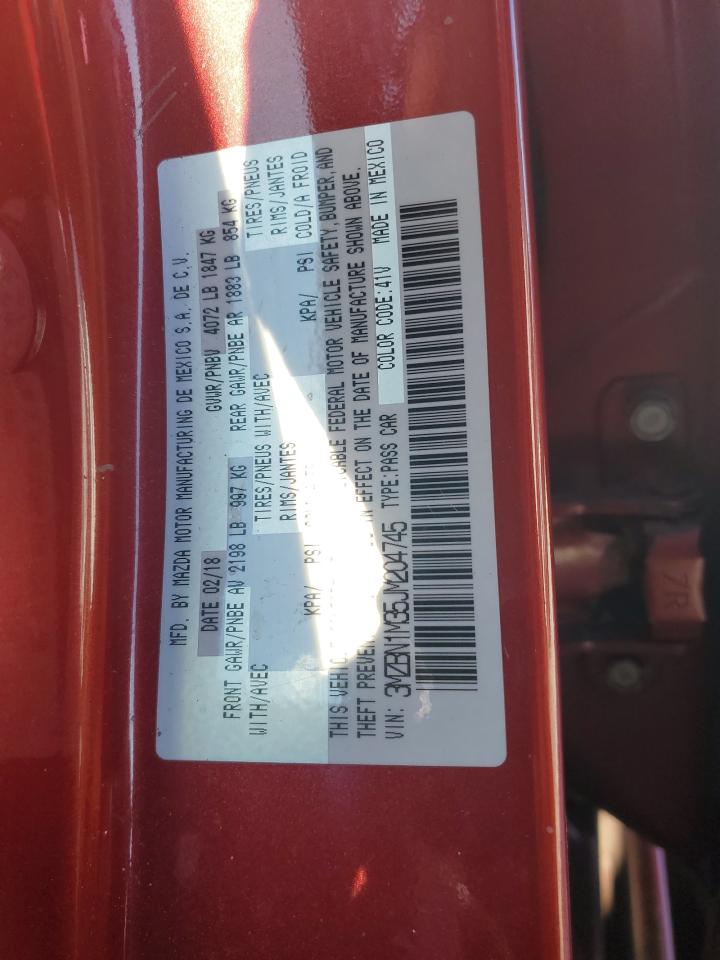 MFD. BY MAZDA MOTOR MANUFACTURING DE MEXICO S.A. DE C.V.
DATE 02/18 GVWR/PNBV 4072 LB 1847 KG
FRONT GAWR/PNBE AV 2198 LB 997 KG REAR GAWR/PNBE AR 1883 LB 854 KG
WITH/AVEC TIRES/PNEUS WITH/AVEC TIRES/PNEUS
RIMS/JANTES RIMS/JANTES
KPA/ PSI KPA/ PSI COLD/A FROID
THIS FEDERAL MOTOR VEHICLE SAFETY, BUMPER, AND
THEFT IN EFFECT ON THE DATE OF MANUFACTURE SHOWN ABOVE.
VIN: 3MZBN1M35JM204745 TYPE:PASS CAR COLOR CODE:41V MADE IN MEXICO
7/R